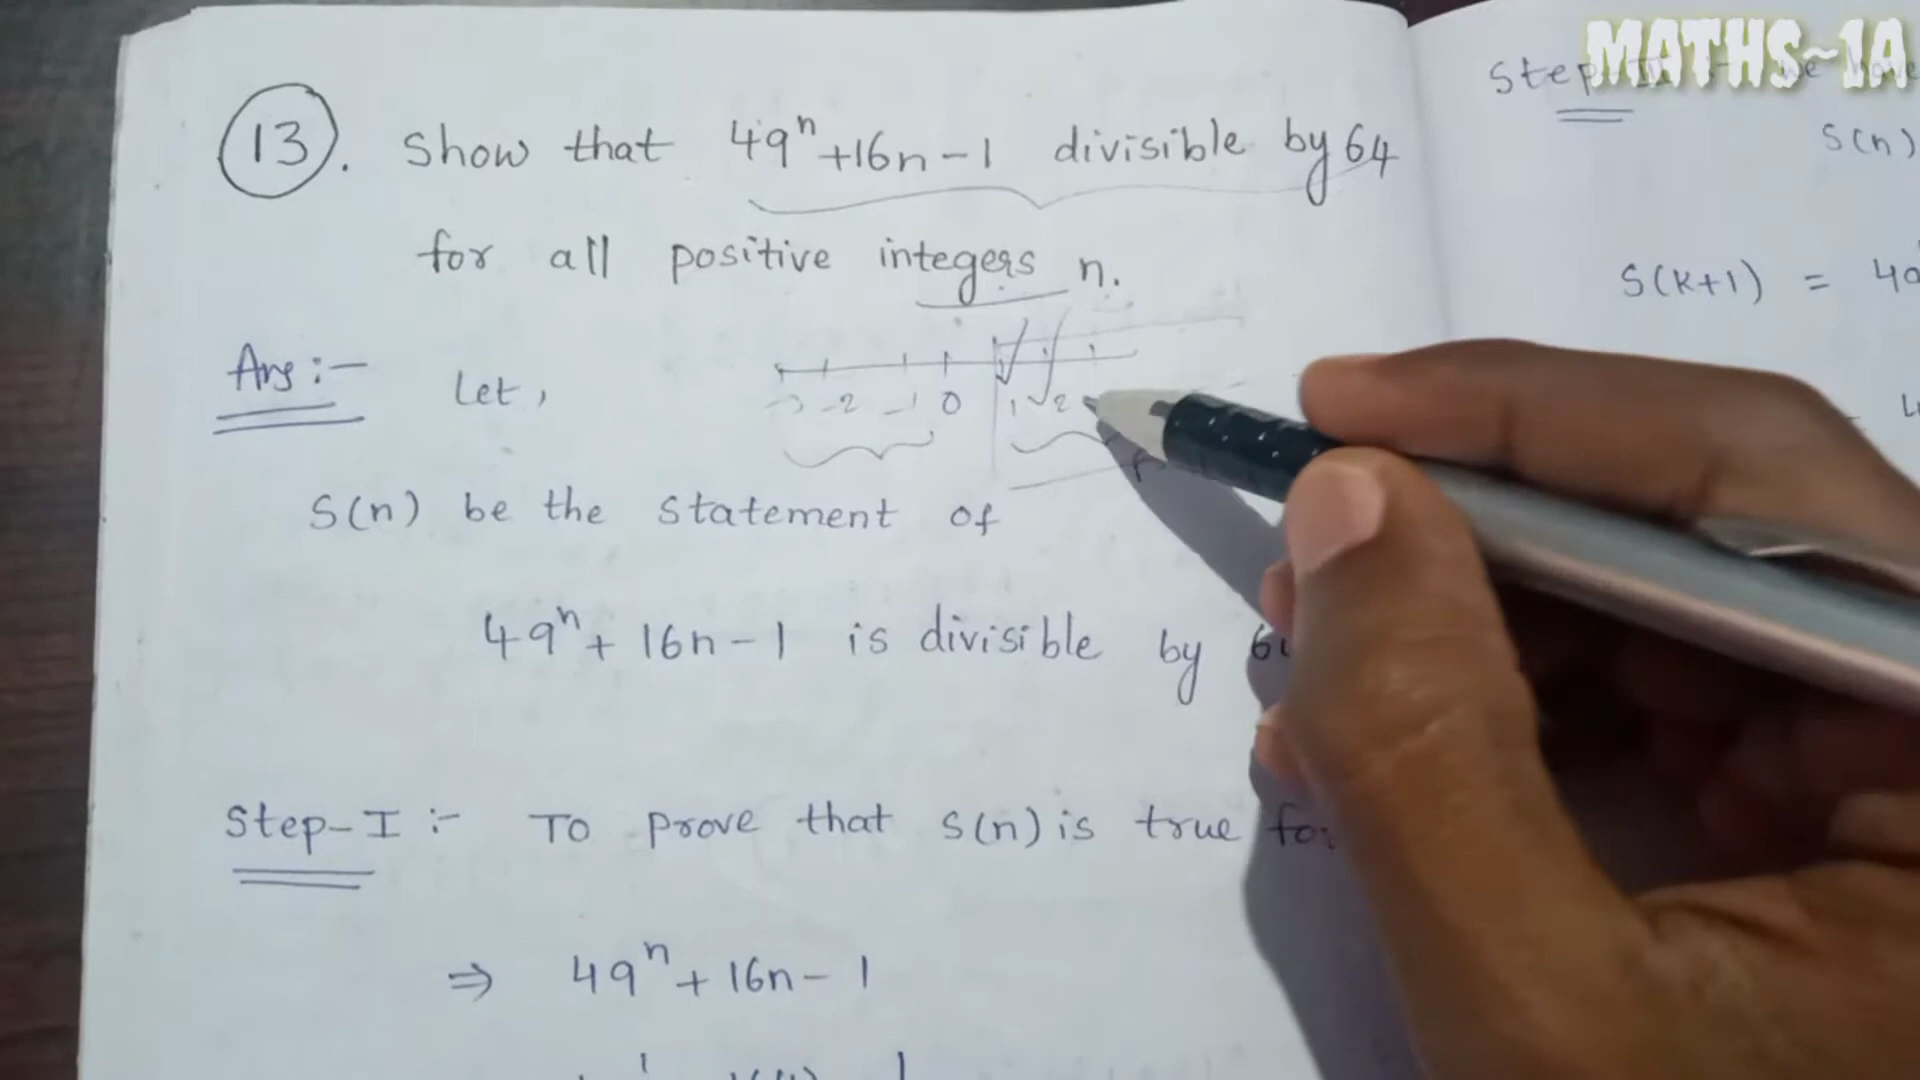 MATHS~1A
13. Show that 49ⁿ+16n-1 divisible by 64
for all positive integers n.
Ans:- Let,
-2 -1 0 1 2
S(n) be the statement of
49ⁿ+16n-1 is divisible by
Step-I :- To prove that S(n) is true for
⇒ 49ⁿ+16n-1
Step
S(n)
S(k+1) =